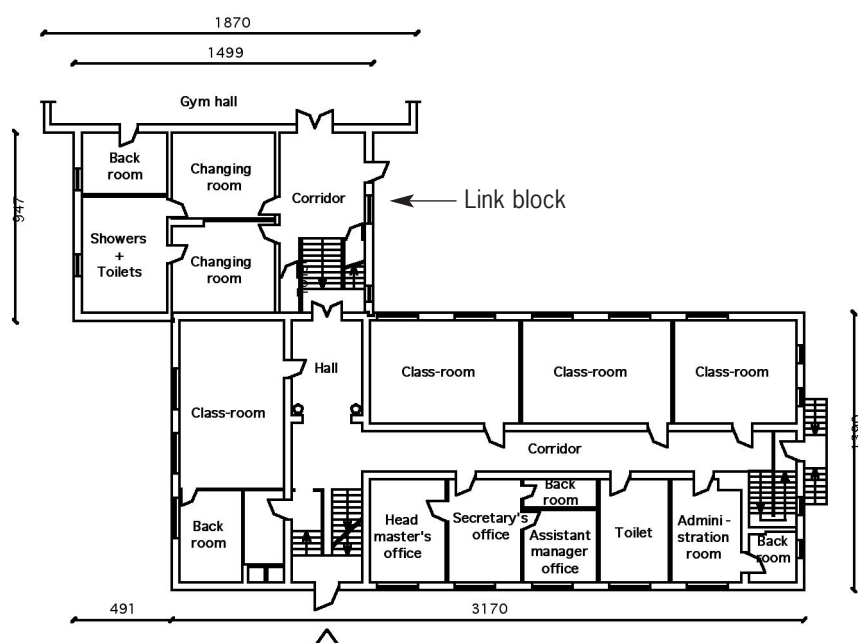 1870
1499
Gym hall
Back
room
Changing
room
Corridor
Link block
947
Showers
+
Toilets
Changing
room
Hall
Class-room
Class-room
Class-room
Class-room
Corridor
Back
room
Head
master's
office
Secretary's
office
Back
room
Assistant
manager
office
Toilet
Admini -
stration
room
Back
room
491
3170